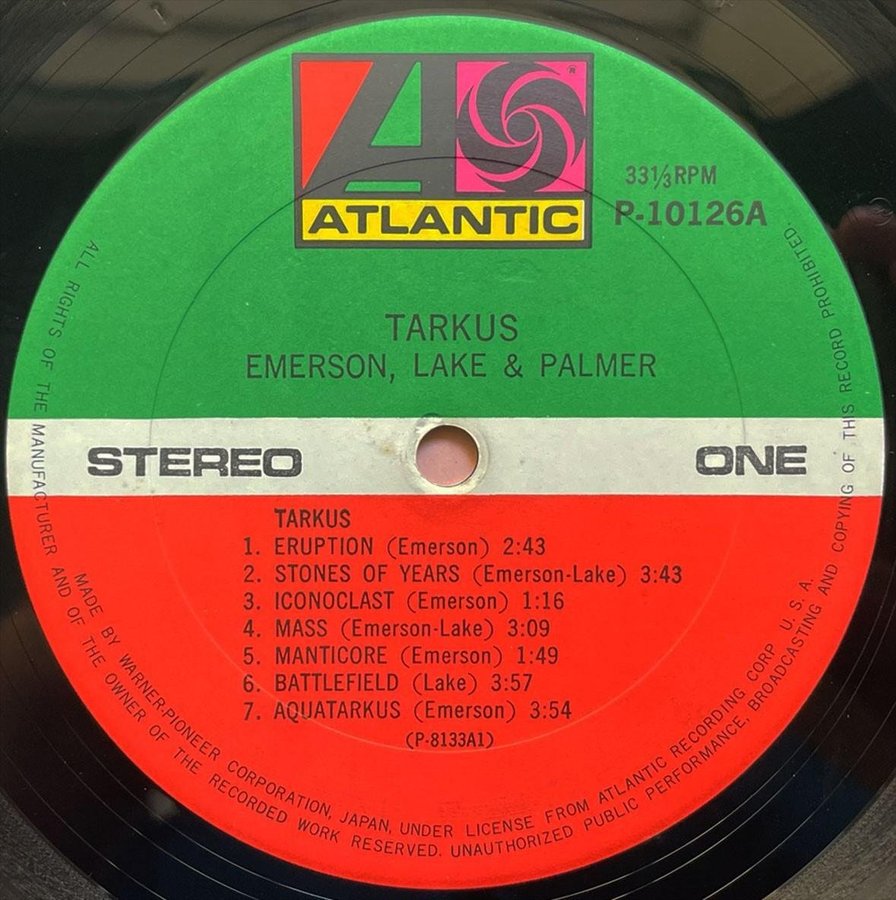 ®
ATLANTIC
33⅓ RPM
P-10126A
TARKUS
EMERSON, LAKE & PALMER
STEREO
ONE
TARKUS
1. ERUPTION (Emerson) 2:43
2. STONES OF YEARS (Emerson-Lake) 3:43
3. ICONOCLAST (Emerson) 1:16
4. MASS (Emerson-Lake) 3:09
5. MANTICORE (Emerson) 1:49
6. BATTLEFIELD (Lake) 3:57
7. AQUATARKUS (Emerson) 3:54
(P-8133A1)
MADE BY WARNER-PIONEER CORPORATION, JAPAN, UNDER LICENSE FROM ATLANTIC RECORDING CORP. U.S.A.
ALL RIGHTS OF THE MANUFACTURER AND OF THE OWNER OF THE RECORDED WORK RESERVED. UNAUTHORIZED PUBLIC PERFORMANCE, BROADCASTING AND COPYING OF THIS RECORD PROHIBITED.